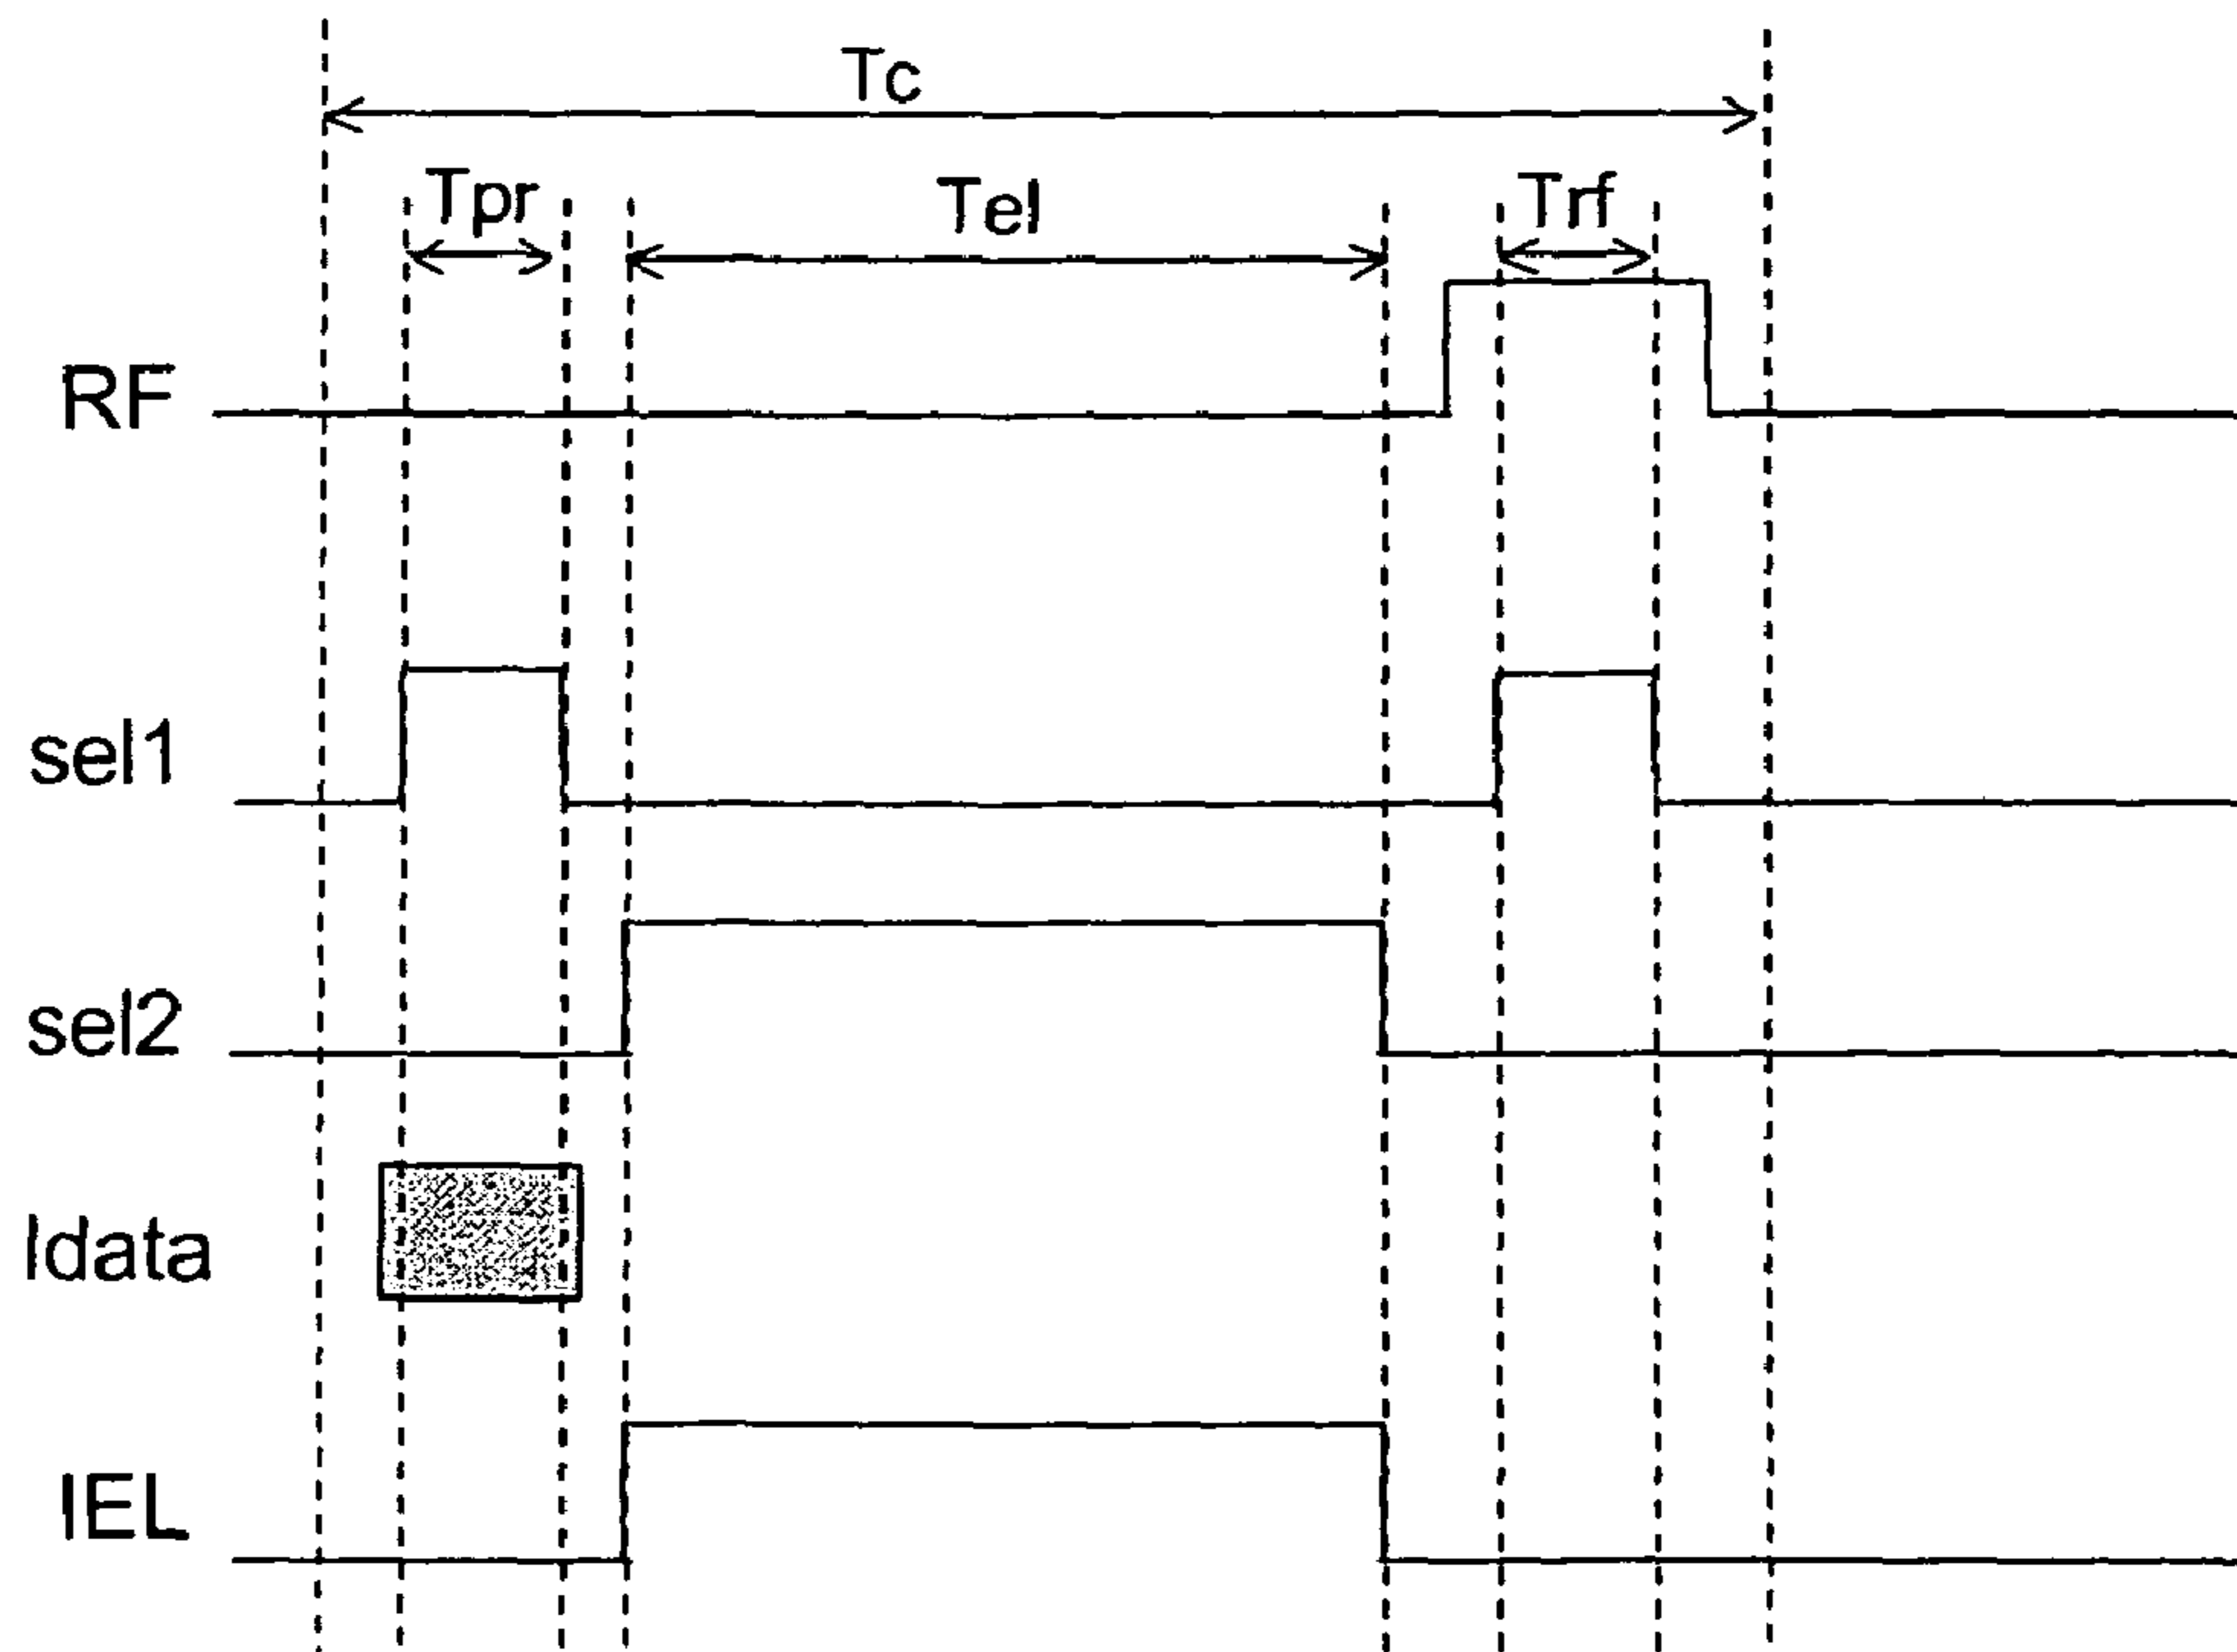 Tc
Tpr
Tel
Trf
RF
sel1
sel2
Idata
IEL